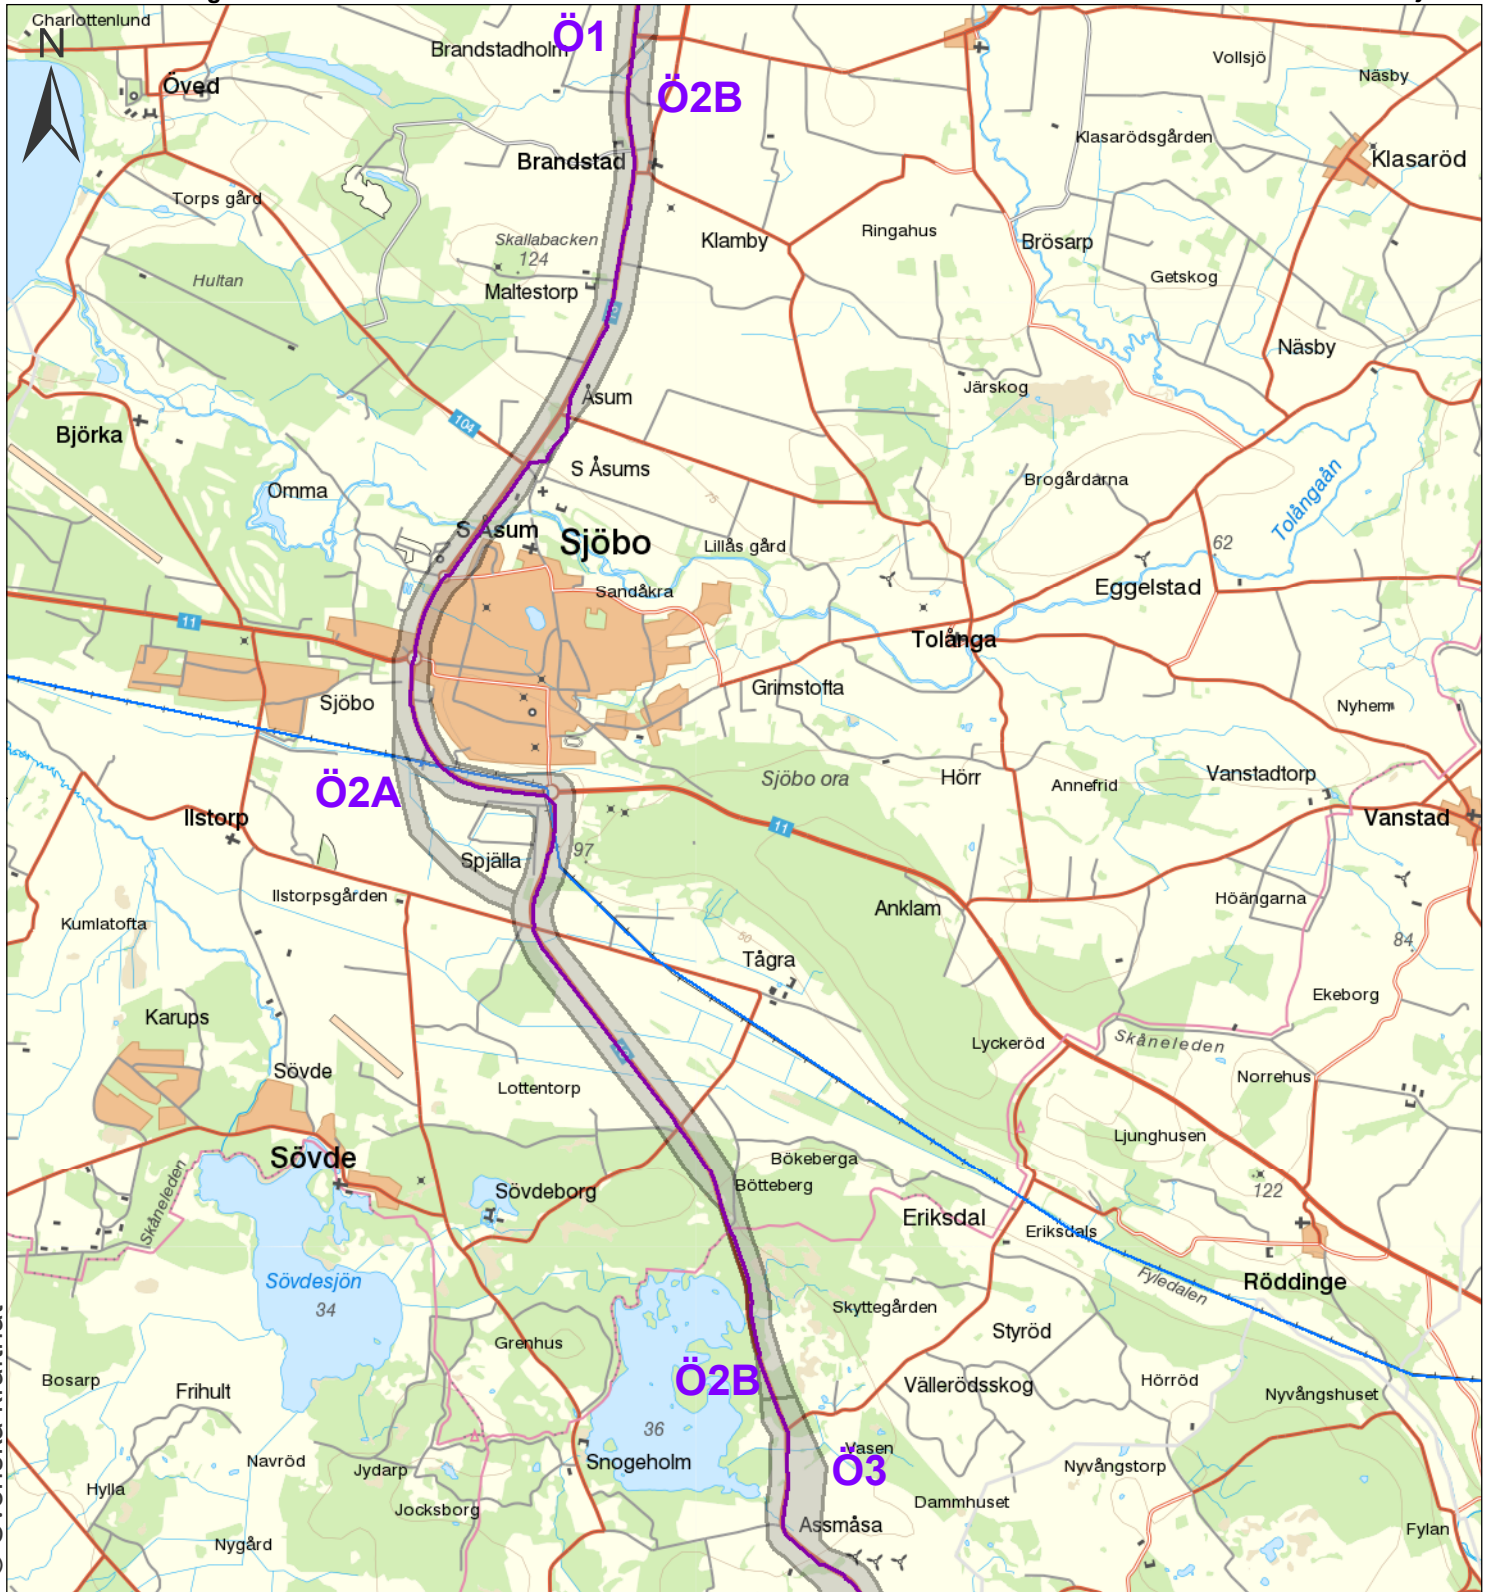 Charlottenlund
N
Öved
Brandstadholm
Ö1
Ö2B
Vollsjö
Näsby
Klasarödsgården
Klasaröd
Brandstad
Torps gård
Klamby
Ringahus
Brösarp
Skallabacken
124
Getskog
Hultan
Maltestorp
13
Näsby
Järskog
Åsum
104
Björka
S Åsums
75
Brogårdarna
Omma
Tolångaån
S Åsum
Sjöbo
Lillås gård
62
Eggelstad
Sandåkra
11
Tolånga
Sjöbo
Grimstofta
Nyhem
Sjöbo ora
Hörr
Annefrid
Vanstadtorp
Ö2A
Ilstorp
11
Vanstad
97
Spjälla
Ilstorpsgården
Anklam
Höängarna
Kumlatofta
50
84
Tågra
Ekeborg
Karups
Lyckeröd
Skåneleden
Sövde
Lottentorp
Norrehus
Ljunghusen
Sövde
Bökeberga
Bötteberg
Sövdeborg
122
Skåneleden
Eriksdal
Eriksdals
Sövdesjön
34
Fyledalen
Röddinge
Skyttegården
Styröd
Grenhus
Bosarp
Frihult
Ö2B
Vällerödsskog
Hörröd
Nyvångshuset
36
Vasen
Snogeholm
Ö3
Navröd
Jydarp
Nyvångstorp
Hylla
Jocksborg
Dammhuset
Assmåsa
Fylan
Nygård